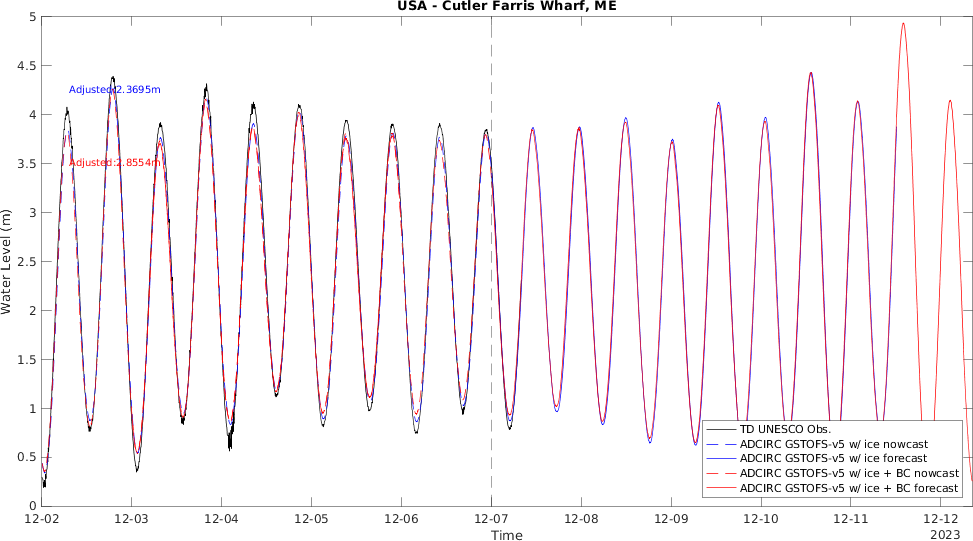 USA - Cutler Farris Wharf, ME
5
4.5
4
3.5
3
2.5
2
1.5
1
0.5
0
Water Level (m)
Adjusted:2.3695m
Adjusted:2.8554m
TD UNESCO Obs.
ADCIRC GSTOFS-v5 w/ ice nowcast
ADCIRC GSTOFS-v5 w/ ice forecast
ADCIRC GSTOFS-v5 w/ ice + BC nowcast
ADCIRC GSTOFS-v5 w/ ice + BC forecast
12-02 12-03 12-04 12-05 12-06 12-07 12-08 12-09 12-10 12-11 12-12
Time
2023